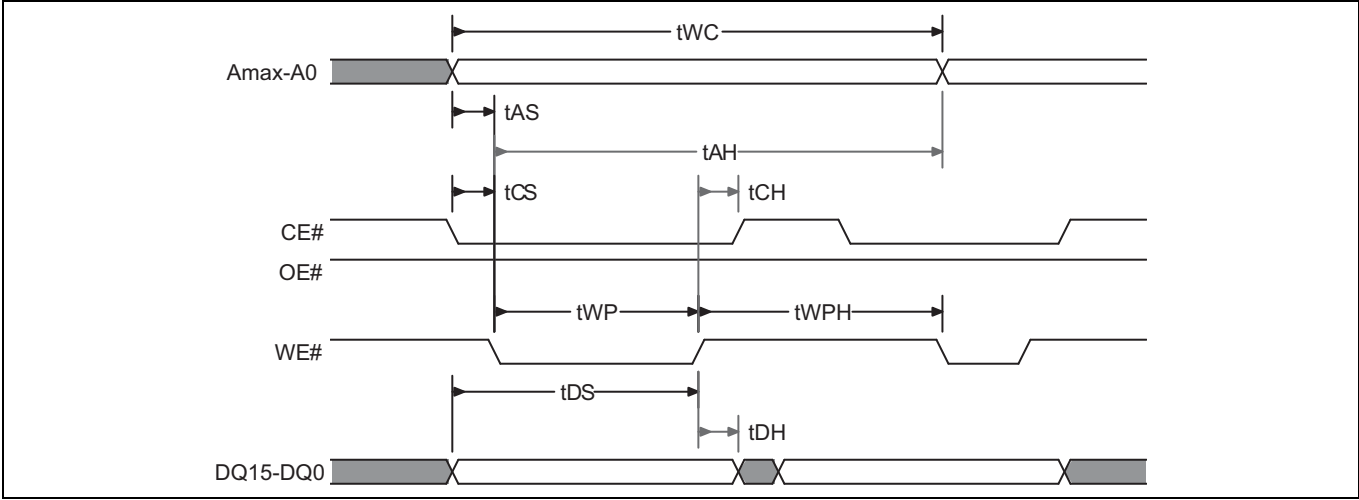 tWC
Amax-A0
tAS
tAH
tCS
tCH
CE#
OE#
tWP
tWPH
WE#
tDS
tDH
DQ15-DQ0